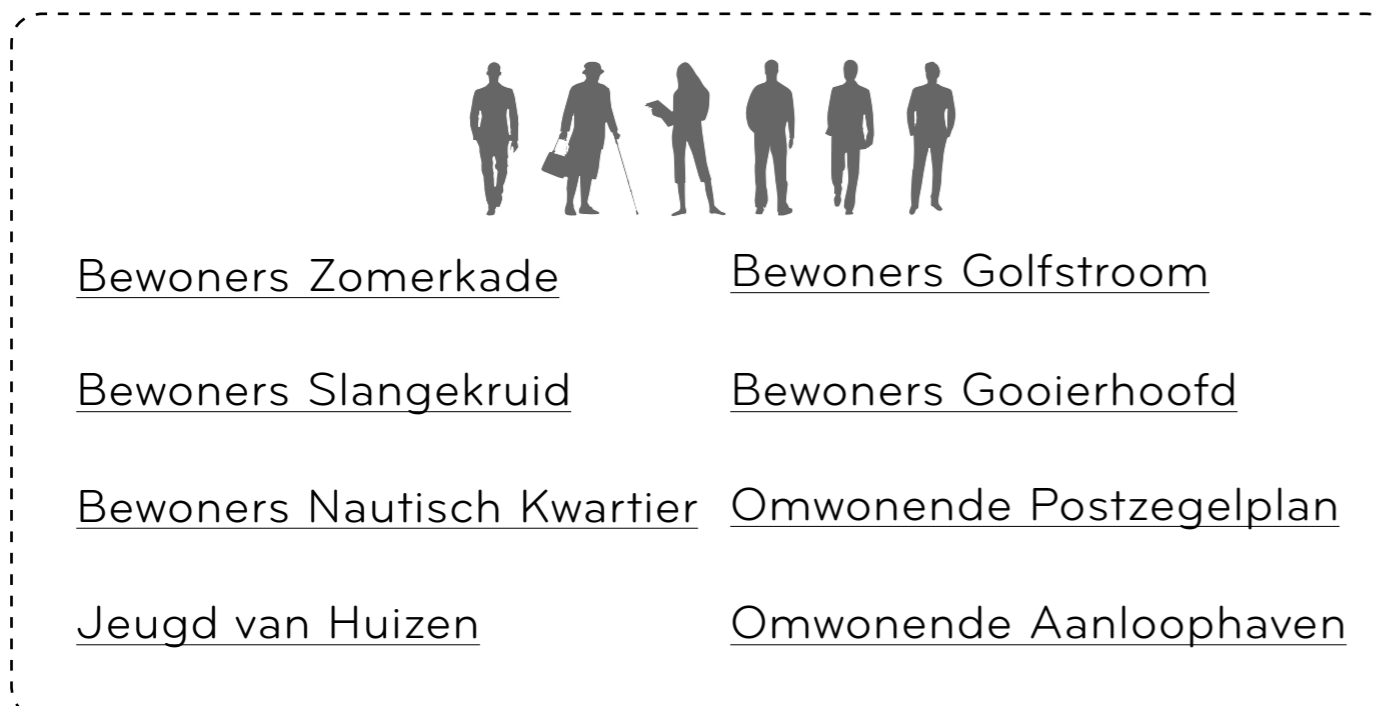 Bewoners Zomerkade
Bewoners Slangekruid
Bewoners Nautisch Kwartier
Jeugd van Huizen
Bewoners Golfstroom
Bewoners Gooierhoofd
Omwonende Postzegelplan
Omwonende Aanloophaven